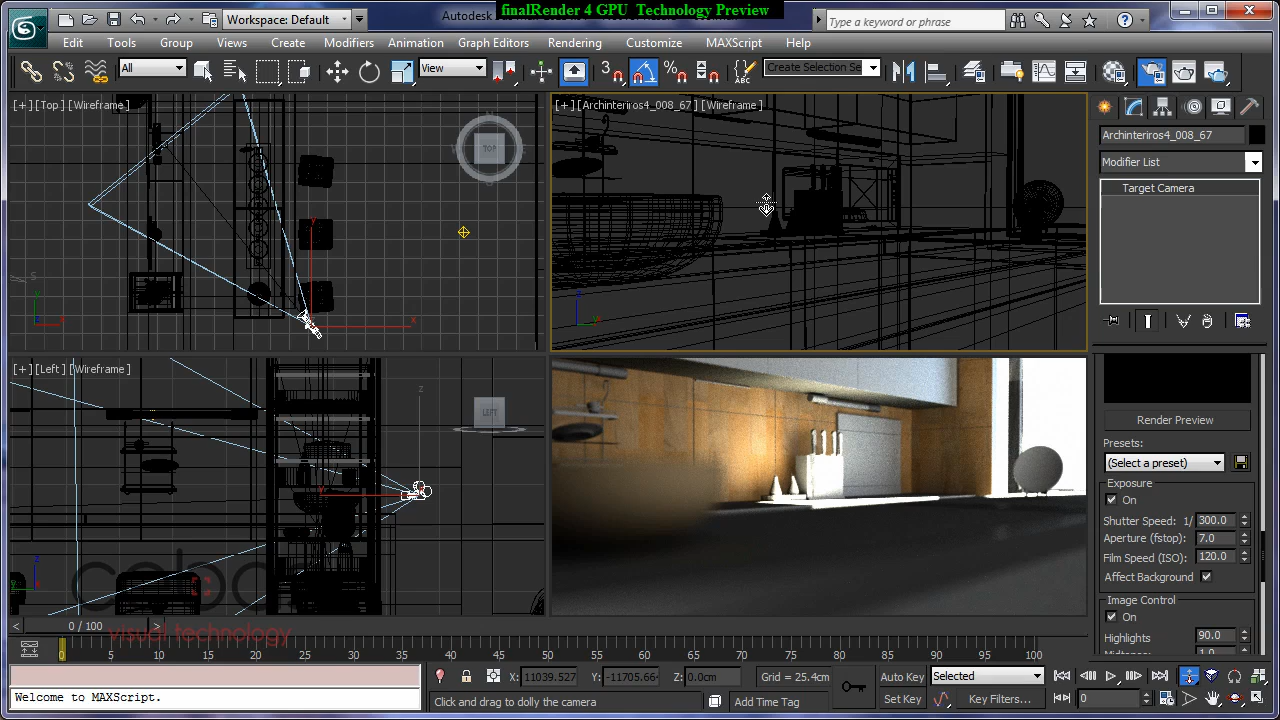 Workspace: Default
Autodesk
finalRender 4 GPU Technology Preview
Type a keyword or phrase
Edit Tools Group Views Create Modifiers Animation Graph Editors Rendering Customize MAXScript Help
All
View
3
Create Selection Se
[+] [Top] [Wireframe]
TOP
y
x
[+] [Archinteriros4_008_67] [Wireframe]
[+] [Left] [Wireframe]
LEFT
z
Archinteriros4_008_67
Modifier List
Target Camera
Render Preview
Presets:
(Select a preset)
Exposure
On
Shutter Speed: 1/ 300.0
Aperture (fstop): 7.0
Film Speed (ISO): 120.0
Affect Background
Image Control
On
Highlights 90.0
visual technology
< 0 / 100 >
0 5 10 15 20 25 30 35 40 45 50 55 60 65 70 75 80 85 90 95 100
Welcome to MAXScript.
X: 11039.527 Y: -11705.66 Z: 0.0cm Grid = 25.4cm
Auto Key Selected
Click and drag to dolly the camera
Add Time Tag
Set Key Key Filters... 0